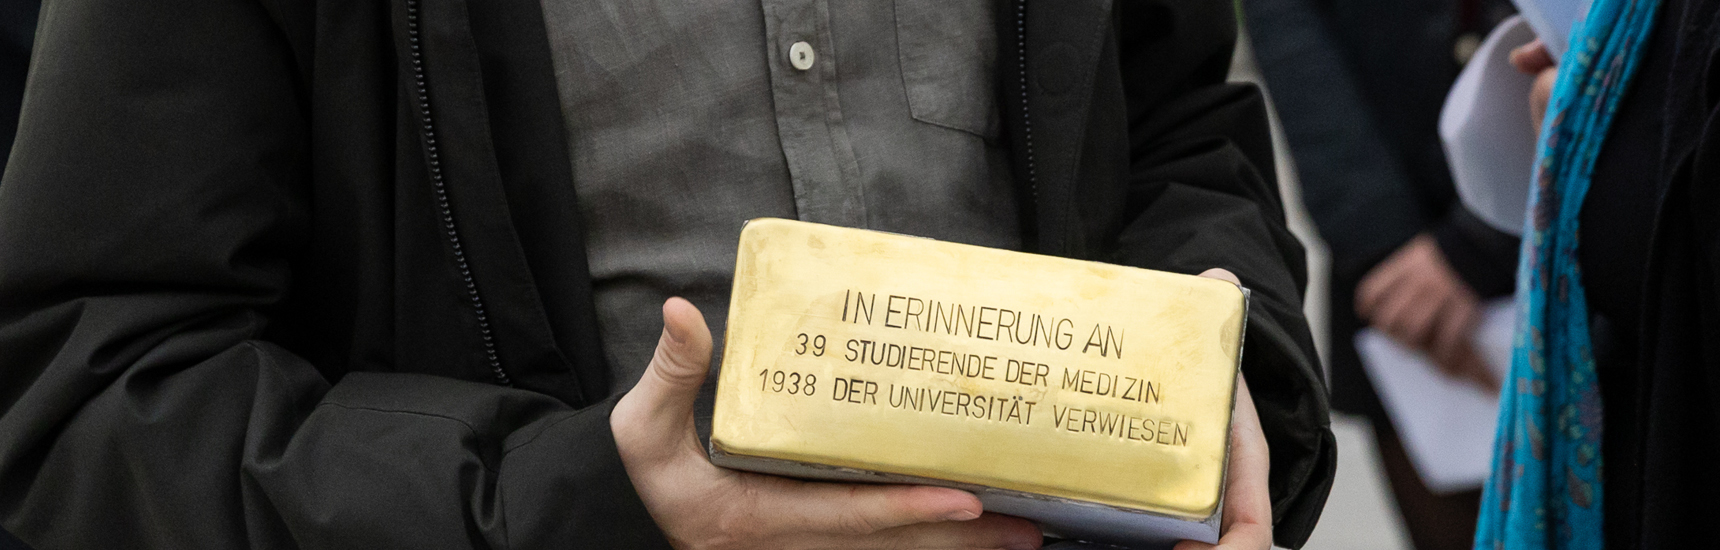 IN ERINNERUNG AN
39 STUDIERENDE DER MEDIZIN
1938 DER UNIVERSITÄT VERWIESEN